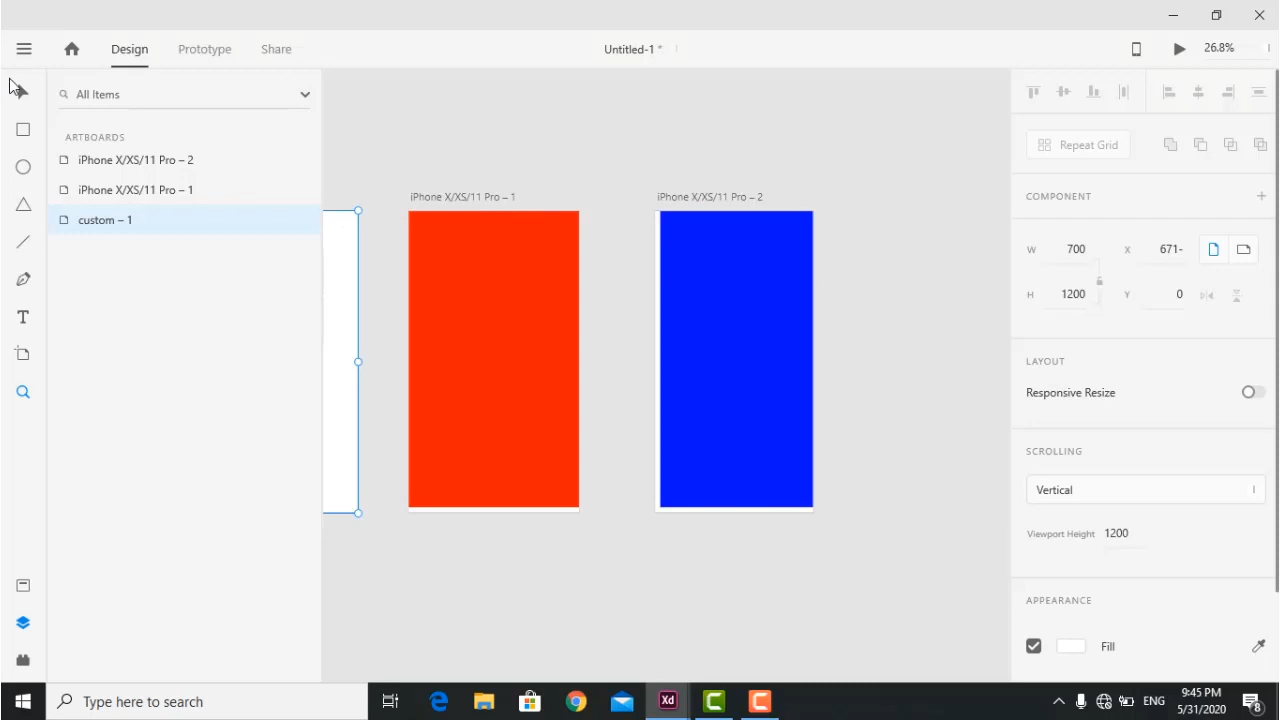 Untitled-1 *
Design
Prototype
Share
26.8%
All Items
ARTBOARDS
iPhone X/XS/11 Pro – 2
iPhone X/XS/11 Pro – 1
custom – 1
iPhone X/XS/11 Pro – 1
iPhone X/XS/11 Pro – 2
Repeat Grid
COMPONENT
W 700 X 671-
H 1200 Y 0
LAYOUT
Responsive Resize
SCROLLING
Vertical
Viewport Height 1200
APPEARANCE
Fill
T
Type here to search
Xd
ENG
9:45 PM
5/31/2020
8